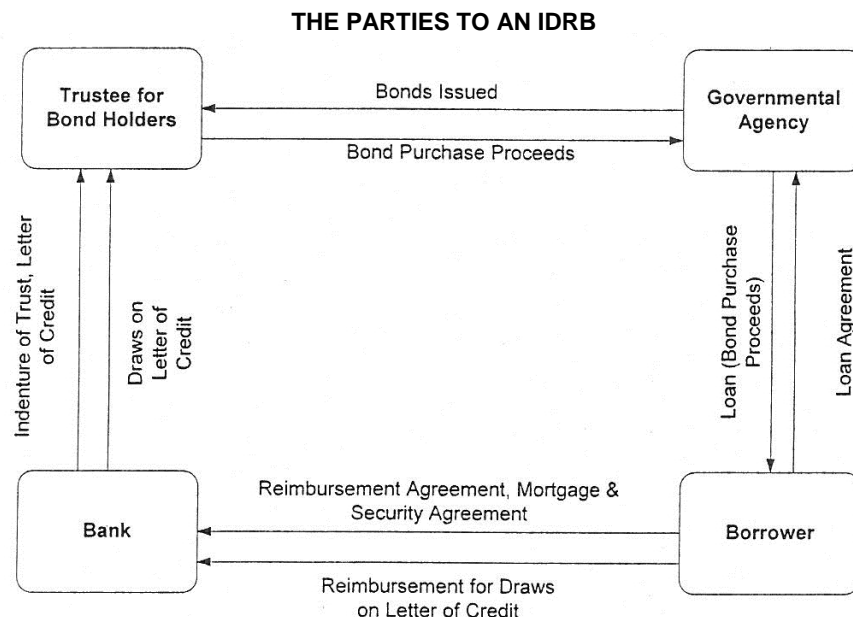 THE PARTIES TO AN IDRB
Trustee for
Bond Holders
Bonds Issued
Bond Purchase Proceeds
Governmental
Agency
Indenture of Trust, Letter
of Credit
Draws on
Letter of
Credit
Loan (Bond Purchase
Proceeds)
Loan Agreement
Bank
Reimbursement Agreement, Mortgage &
Security Agreement
Reimbursement for Draws
on Letter of Credit
Borrower